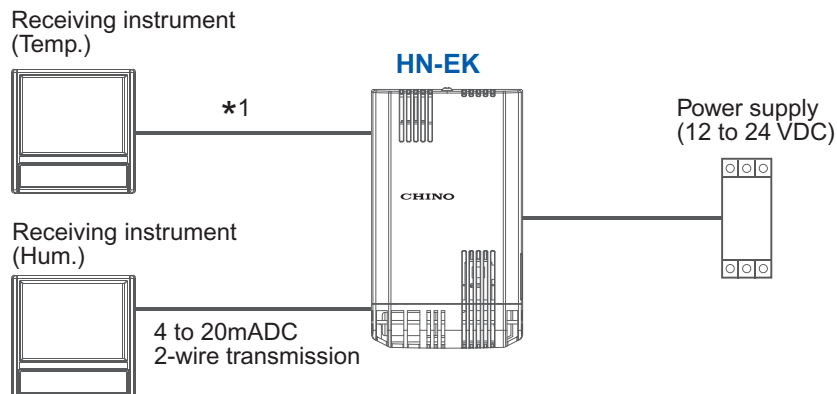 Receiving instrument
(Temp.)
HN-EK
*1
Power supply
(12 to 24 VDC)
CHINO
Receiving instrument
(Hum.)
4 to 20mADC
2-wire transmission